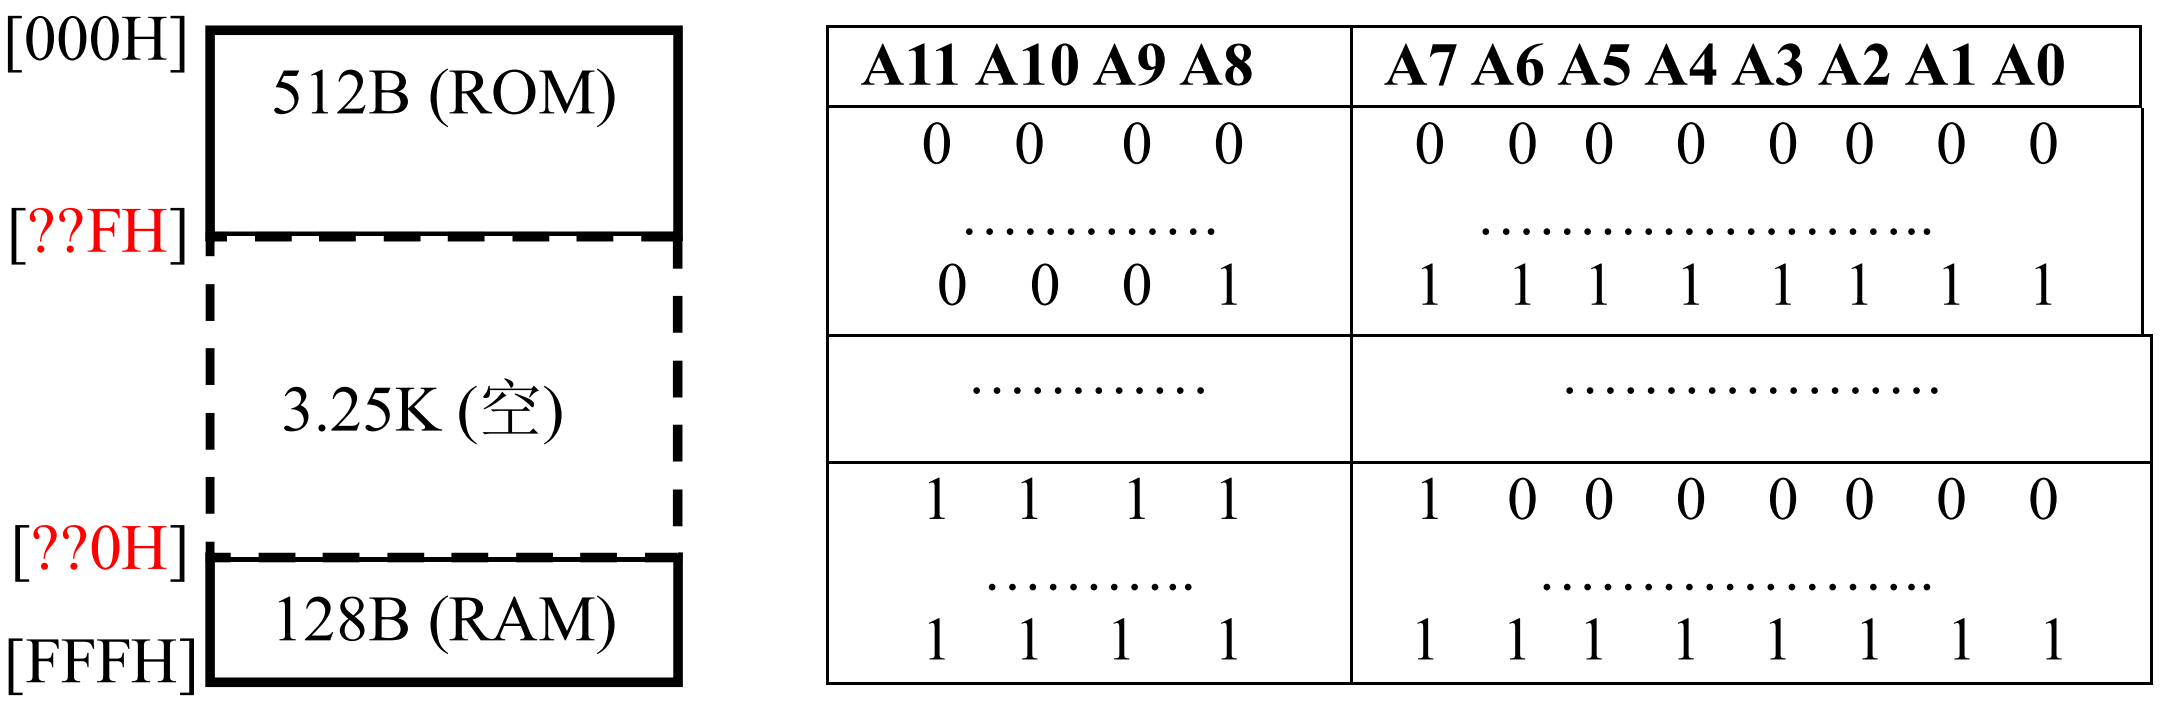 [000H]
512B (ROM)
[??FH]
3.25K (空)
[??0H]
128B (RAM)
[FFFH]
A11 A10 A9 A8 A7 A6 A5 A4 A3 A2 A1 A0
0 0 0 0 0 0 0 0 0 0 0 0
............. .......................
0 0 0 1 1 1 1 1 1 1 1 1
............ ...................
1 1 1 1 1 0 0 0 0 0 0 0
........... ....................
1 1 1 1 1 1 1 1 1 1 1 1